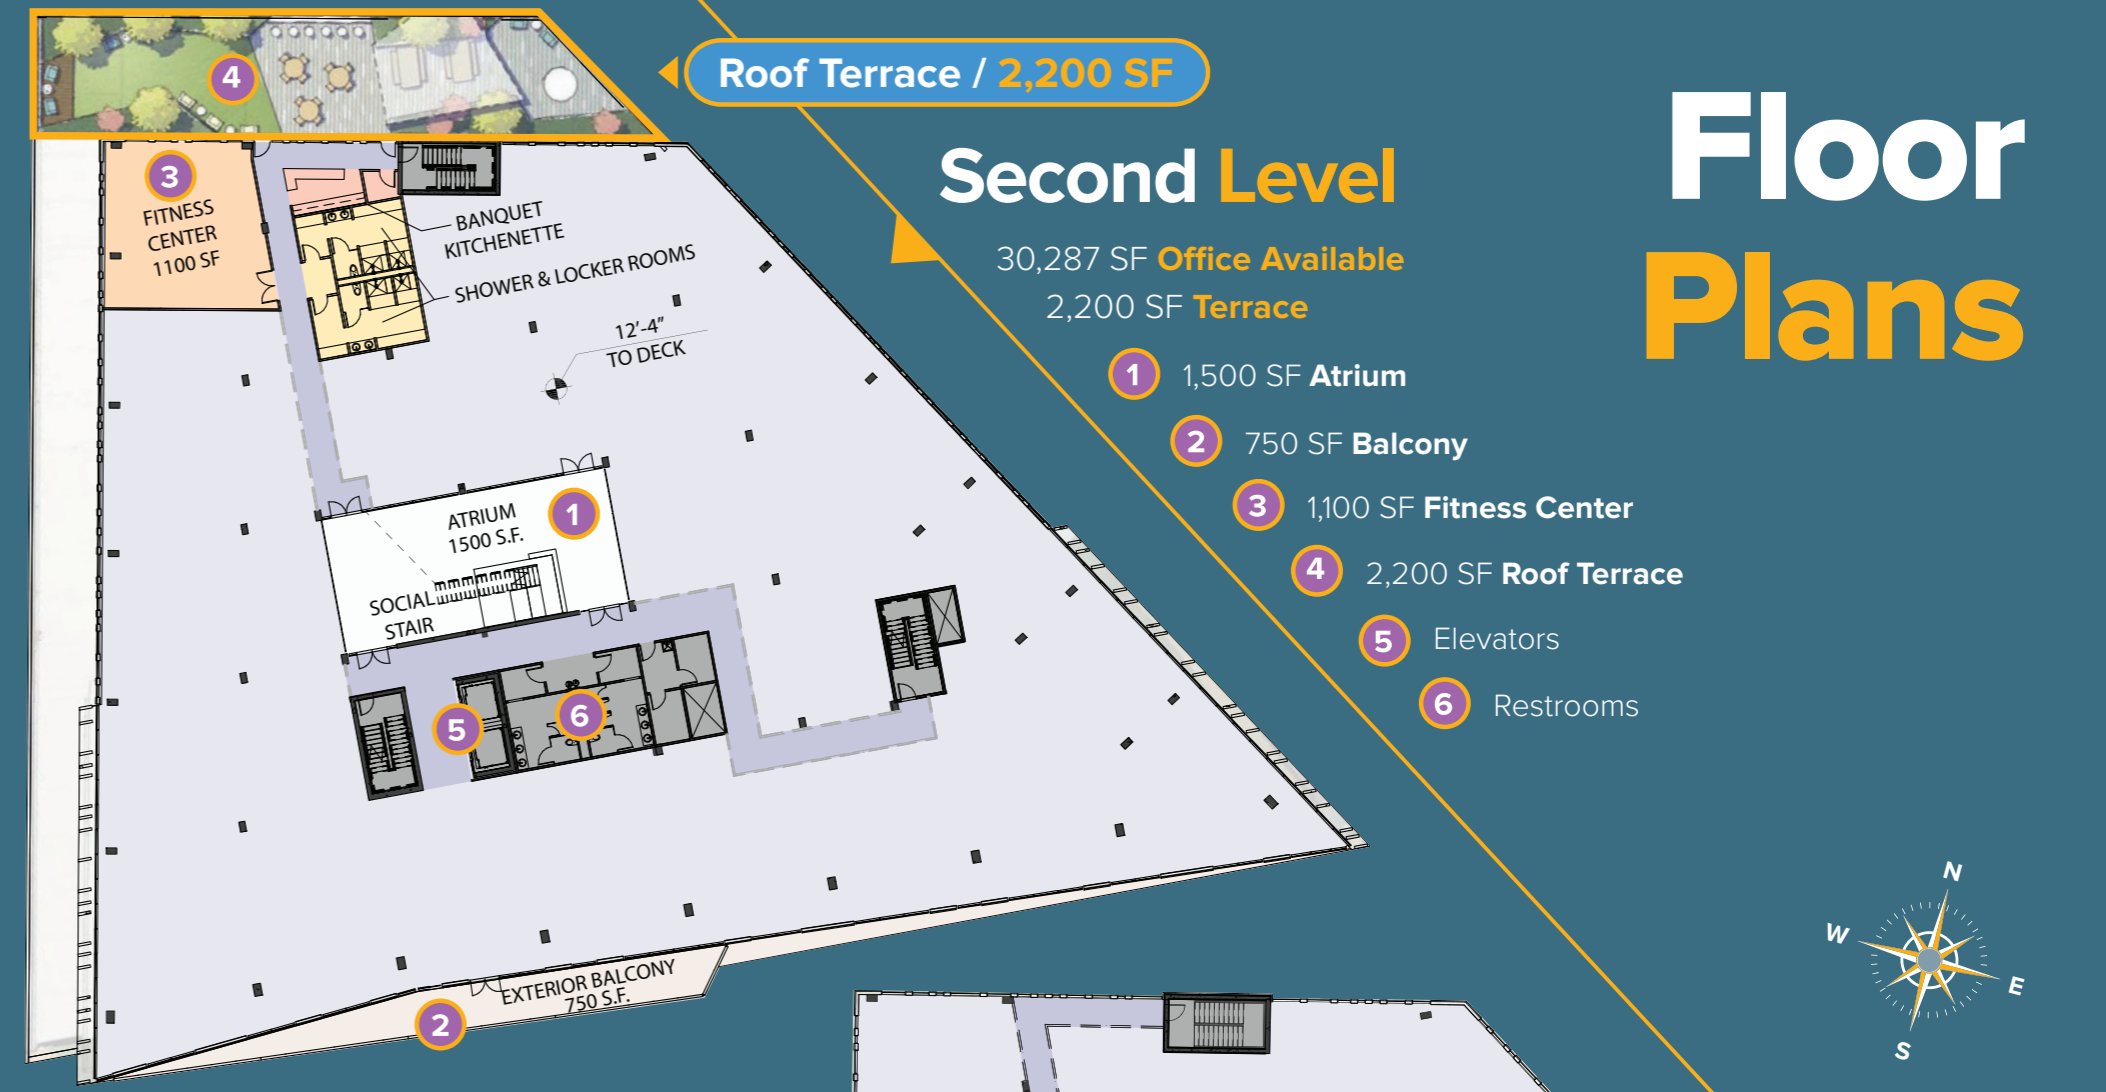 Floor
Plans
Roof Terrace / 2,200 SF
Second Level
30,287 SF Office Available
2,200 SF Terrace
1 1,500 SF Atrium
2 750 SF Balcony
3 1,100 SF Fitness Center
4 2,200 SF Roof Terrace
5 Elevators
6 Restrooms
4
3
FITNESS
CENTER
1100 SF
BANQUET
KITCHENETTE
SHOWER & LOCKER ROOMS
12'-4"
TO DECK
ATRIUM
1500 S.F.
1
SOCIAL
STAIR
5
6
EXTERIOR BALCONY
750 S.F.
2
N
W
E
S